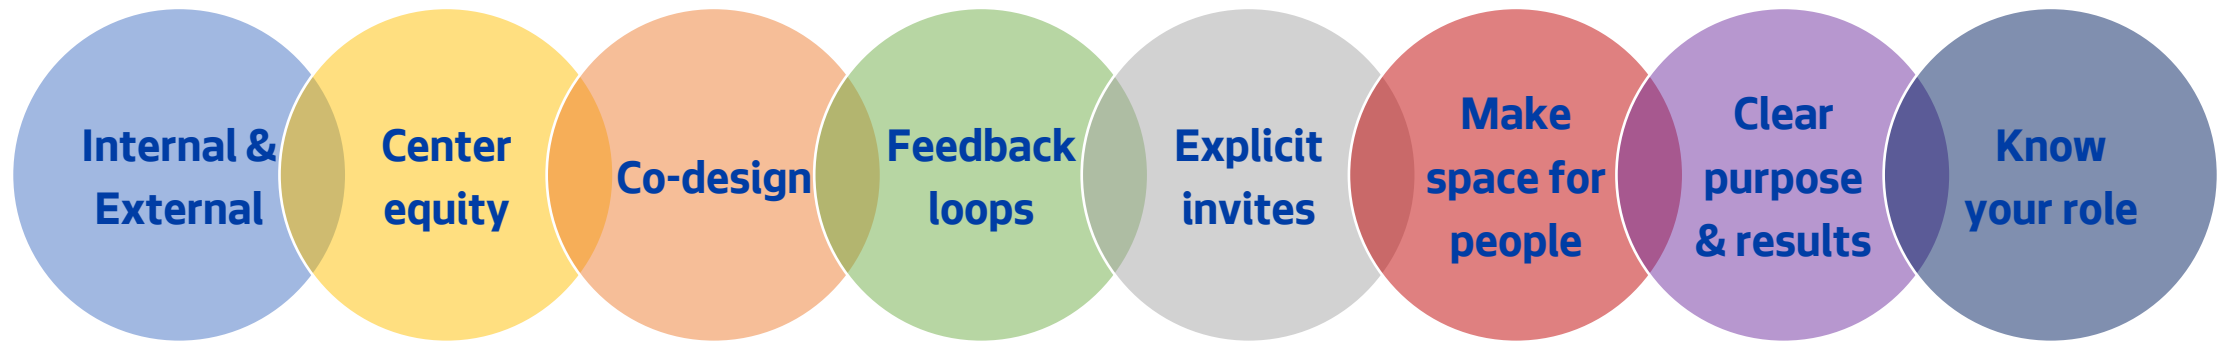 Internal &
External
Center
equity
Co-design
Feedback
loops
Explicit
invites
Make
space for
people
Clear
purpose
& results
Know
your role